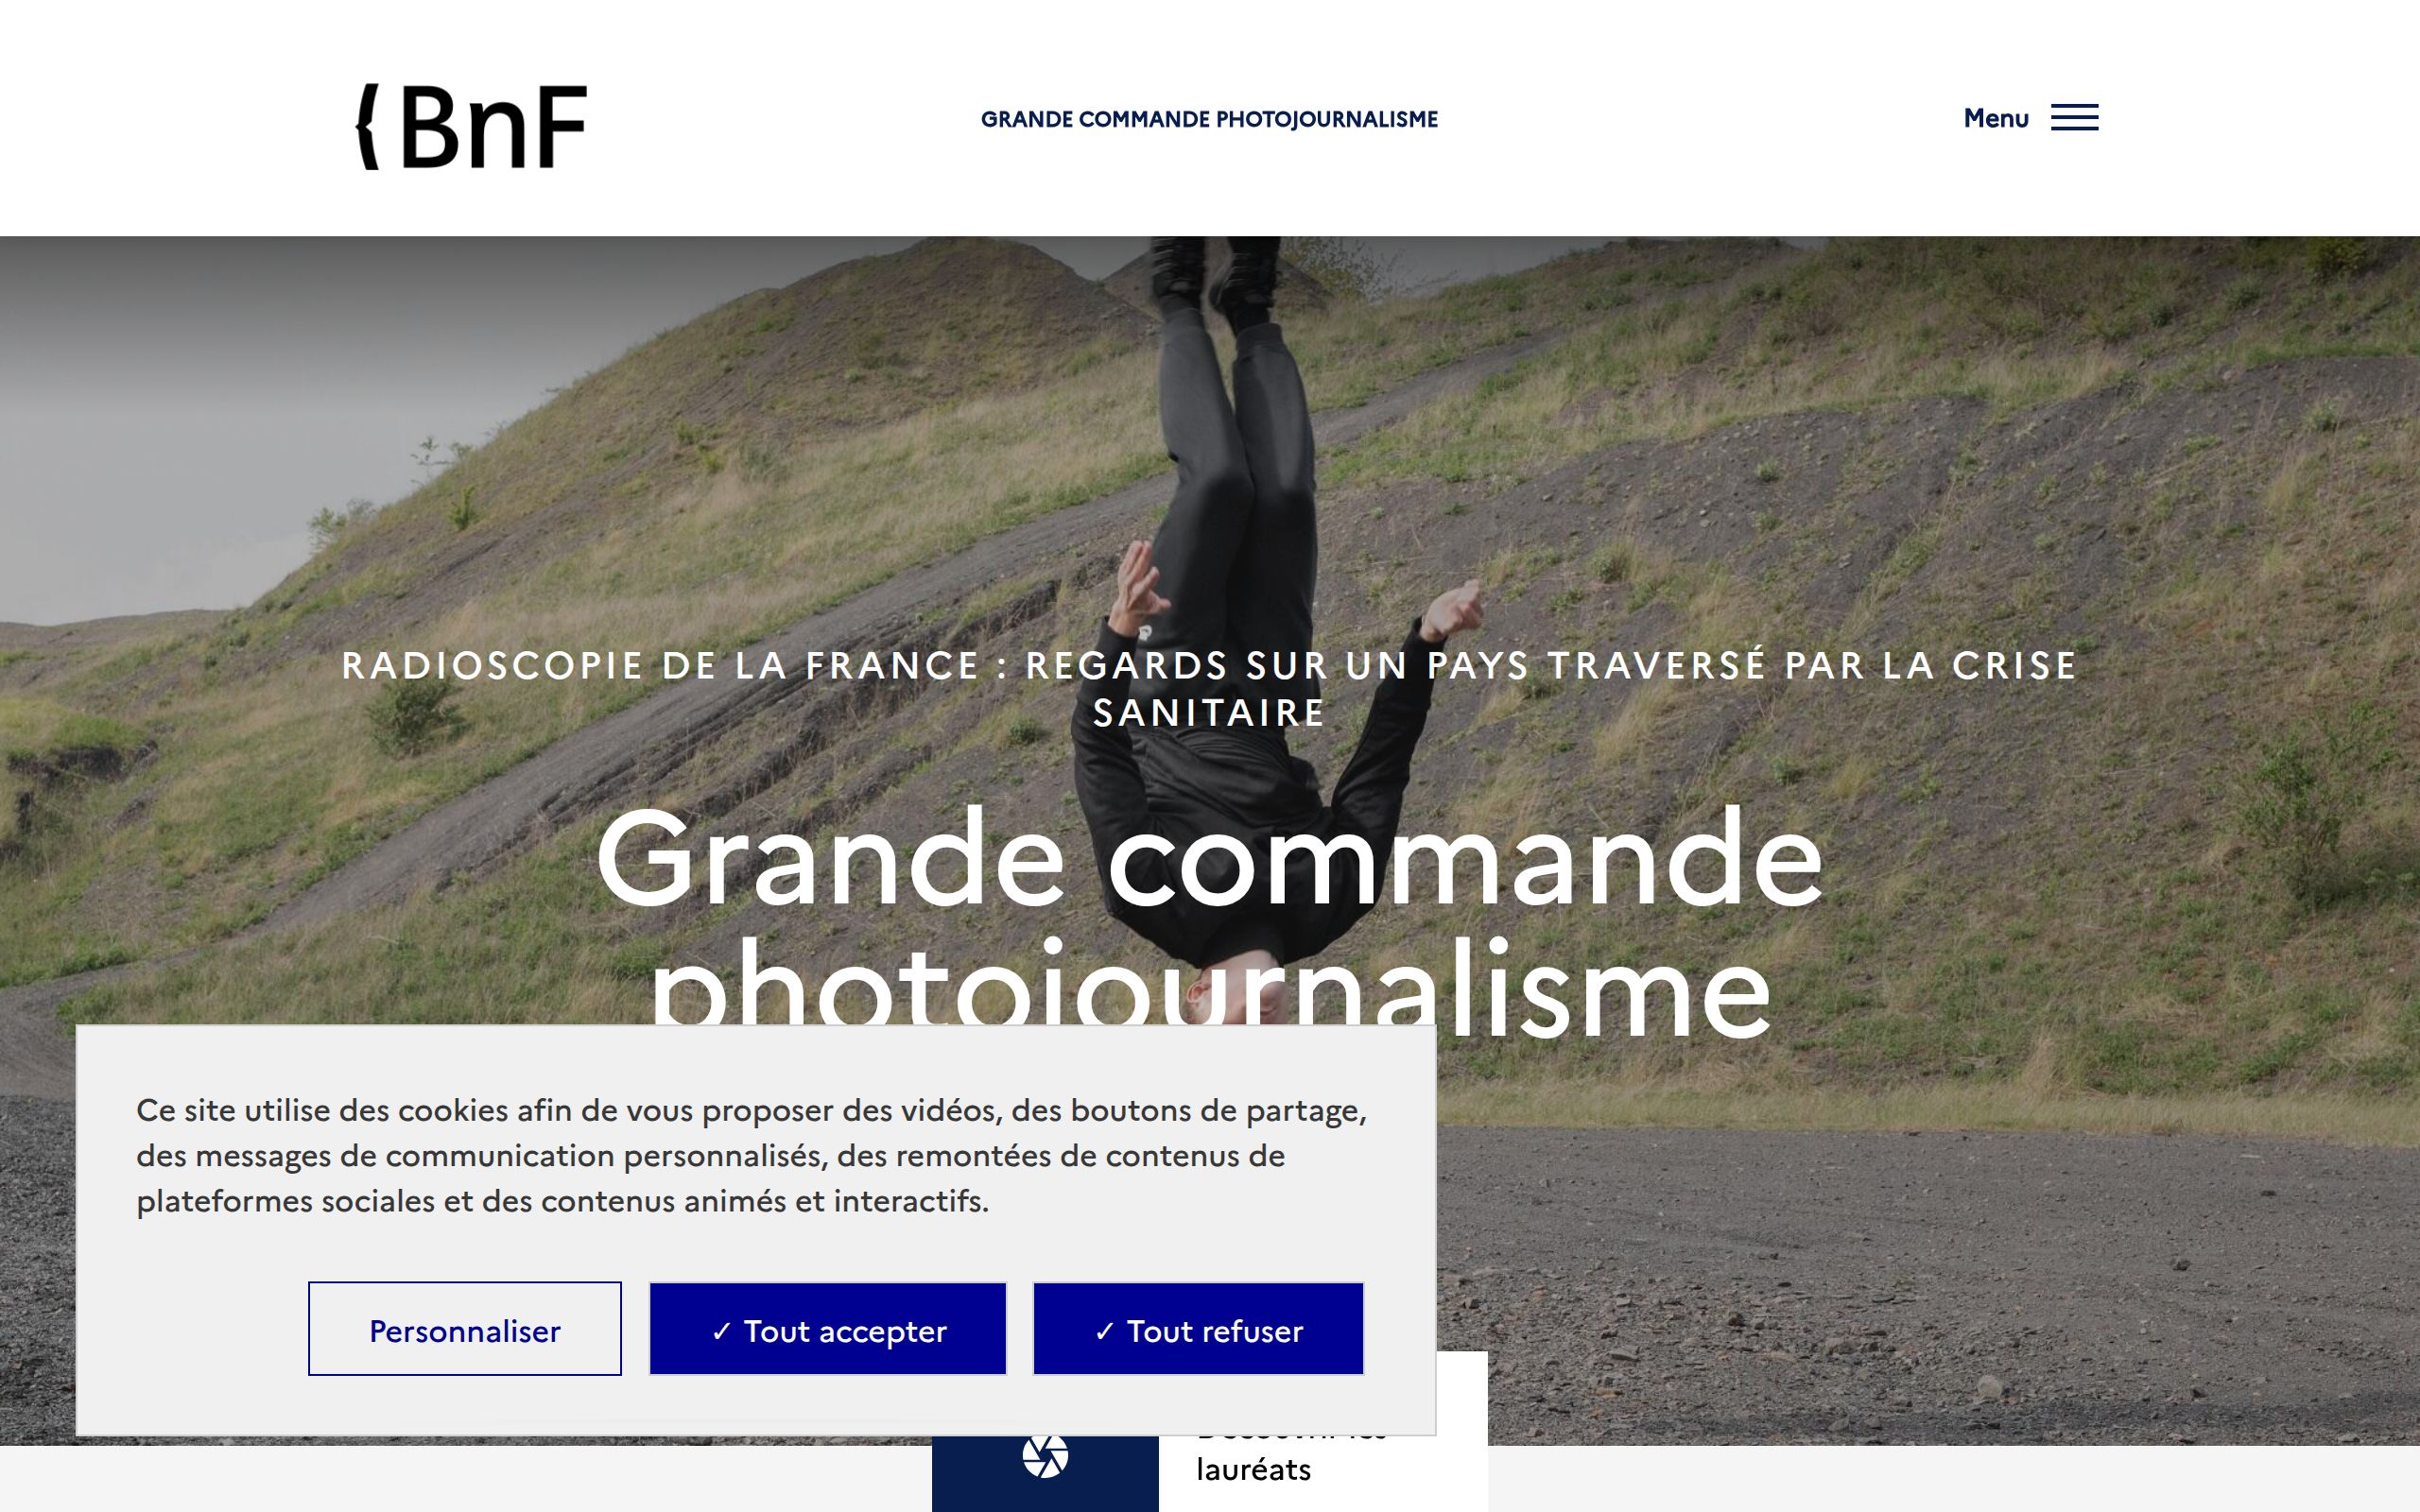 BnF
GRANDE COMMANDE PHOTOJOURNALISME
Menu
RADIOSCOPIE DE LA FRANCE : REGARDS SUR UN PAYS TRAVERSÉ PAR LA CRISE
SANITAIRE
Grande commande
photojournalisme
Ce site utilise des cookies afin de vous proposer des vidéos, des boutons de partage,
des messages de communication personnalisés, des remontées de contenus de
plateformes sociales et des contenus animés et interactifs.
Personnaliser
✓ Tout accepter
✓ Tout refuser
lauréats